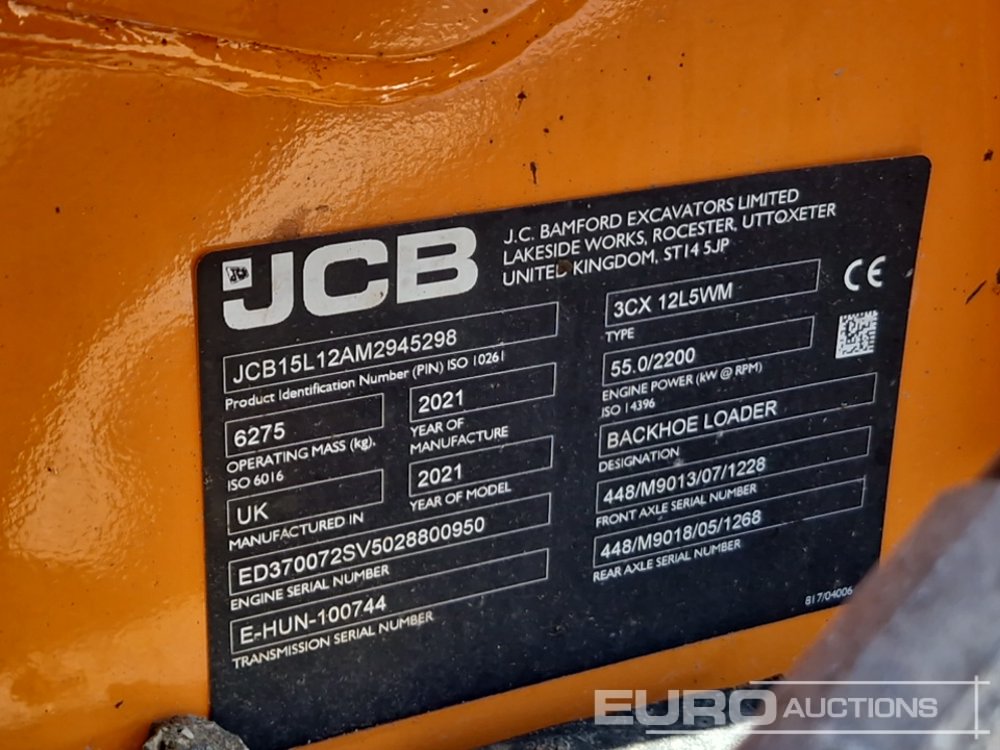 JCB
J.C. BAMFORD EXCAVATORS LIMITED
LAKESIDE WORKS, ROCESTER, UTTOXETER
UNITED KINGDOM, ST14 5JP
CE
JCB15L12AM2945298
Product Identification Number (PIN) ISO 10261
6275
OPERATING MASS (kg).
ISO 6016
2021
YEAR OF
MANUFACTURE
UK
MANUFACTURED IN
2021
YEAR OF MODEL
ED370072SV5028800950
ENGINE SERIAL NUMBER
E-HUN-100744
TRANSMISSION SERIAL NUMBER
3CX 12L5WM
TYPE
55.0/2200
ENGINE POWER (kW @ RPM)
ISO 14396
BACKHOE LOADER
DESIGNATION
448/M9013/07/1228
FRONT AXLE SERIAL NUMBER
448/M9018/05/1268
REAR AXLE SERIAL NUMBER
817/04006
EURO AUCTIONS